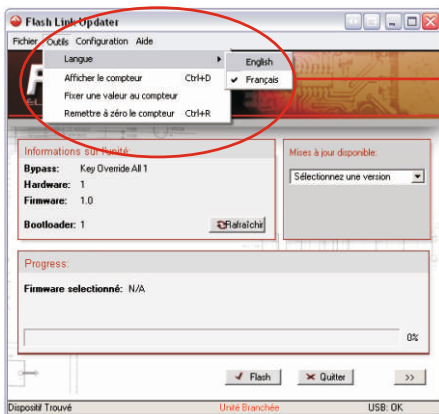 Flash Link Updater
Fichier Outils Configuration Aide
Langue
English
Français
Afficher le compteur Ctrl+D
Fixer une valeur au compteur
Remettre à zéro le compteur Ctrl+R
Informations sur l'unité:
Bypass: Key Override All 1
Hardware: 1
Firmware: 1.0
Bootloader: 1
Rafraîchir
Mises à jour disponible:
Sélectionnez une version
Progress:
Firmware selectionné: N/A
0%
Flash
Quitter
>>
Dispositif Trouvé
Unité Branchée
USB: OK